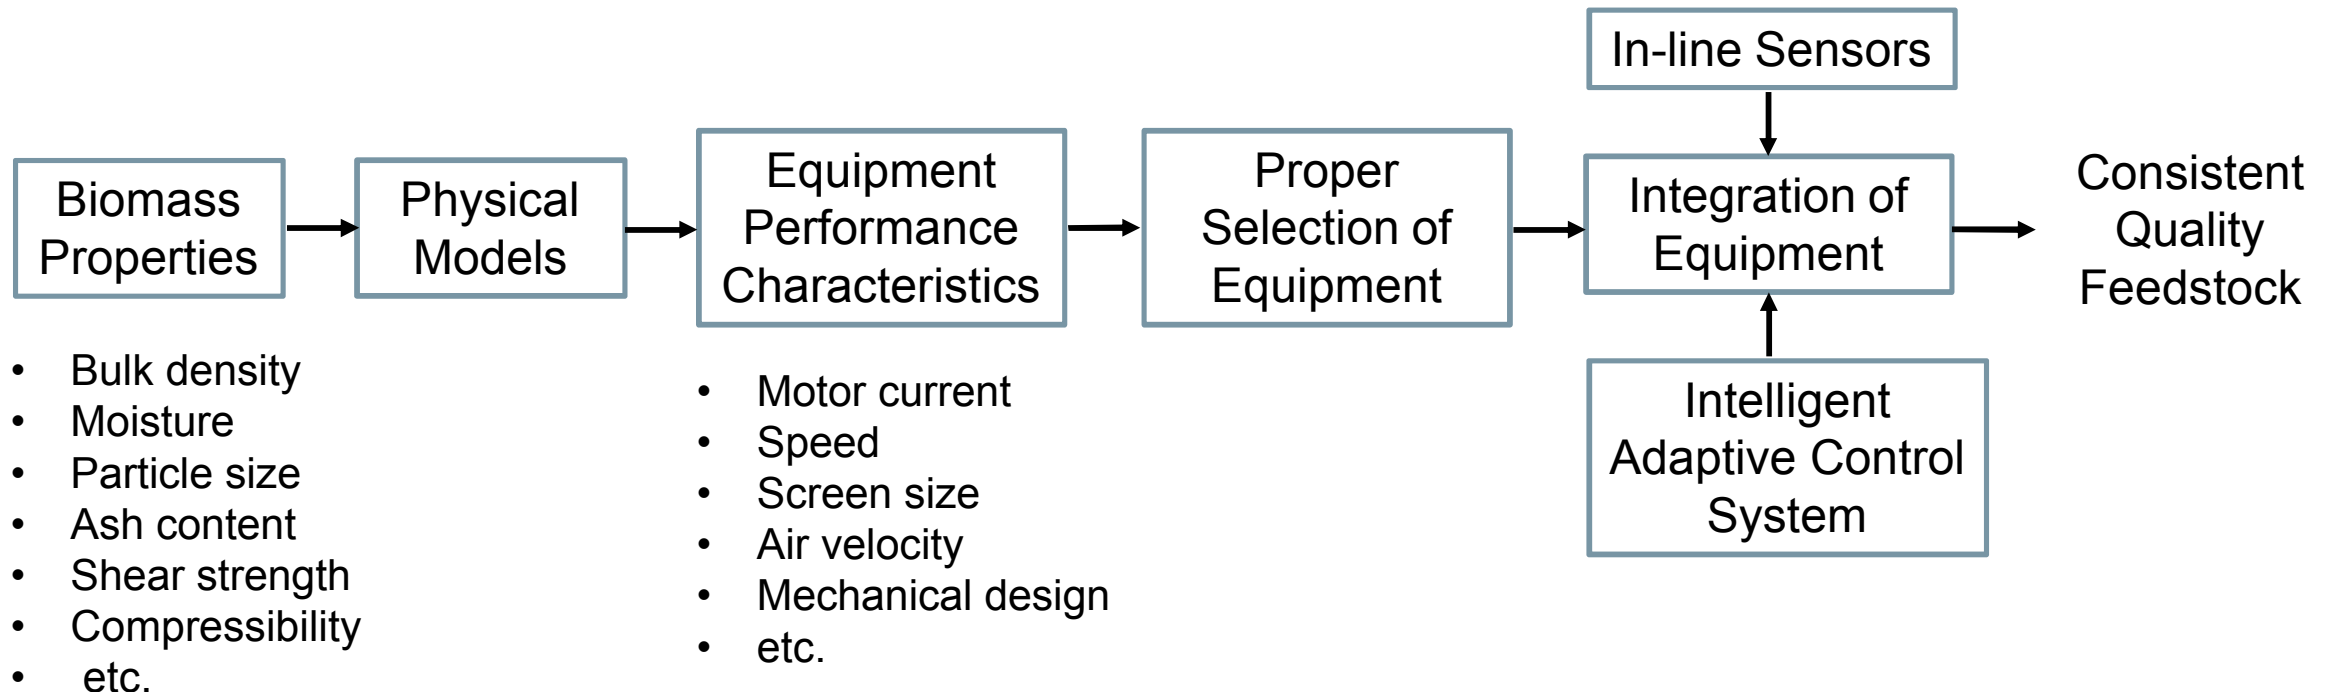 In-line Sensors
Biomass
Properties
Physical
Models
Equipment
Performance
Characteristics
Proper
Selection of
Equipment
Integration of
Equipment
Consistent
Quality
Feedstock
Intelligent
Adaptive Control
System
• Bulk density
• Moisture
• Particle size
• Ash content
• Shear strength
• Compressibility
• etc.
• Motor current
• Speed
• Screen size
• Air velocity
• Mechanical design
• etc.